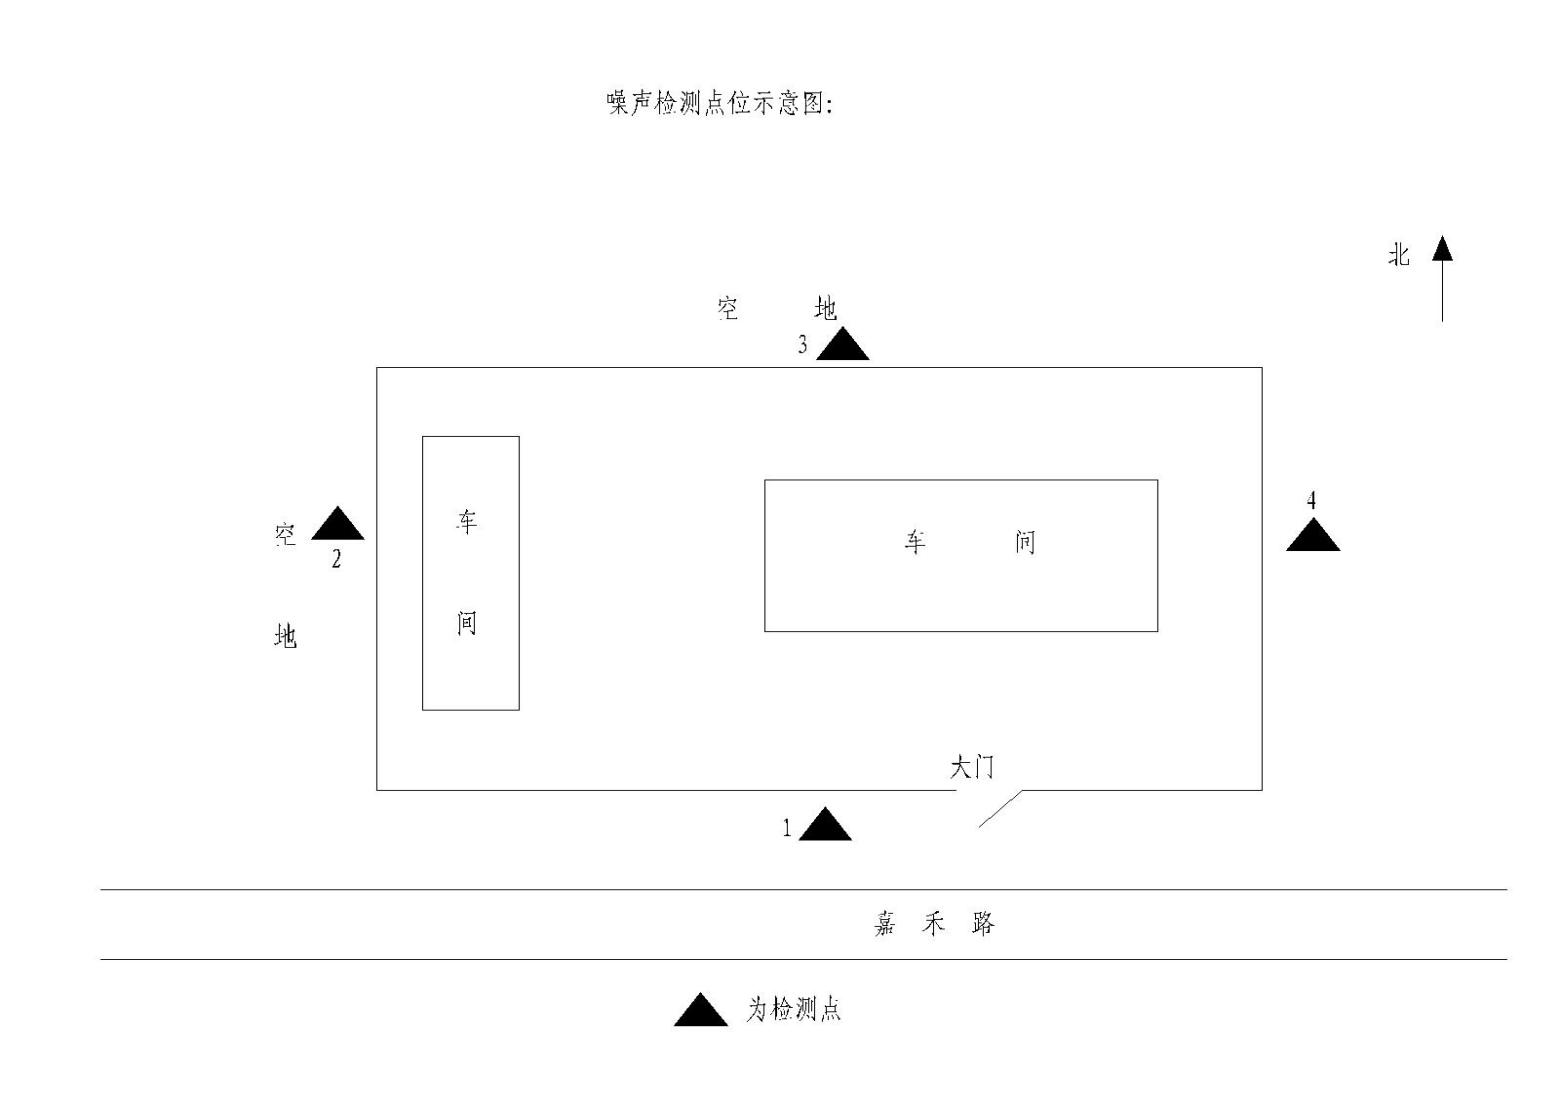 噪声检测点位示意图:
北
空 地
3
4
车
间
车 间
空
地
2
大门
1
嘉 禾 路
为检测点